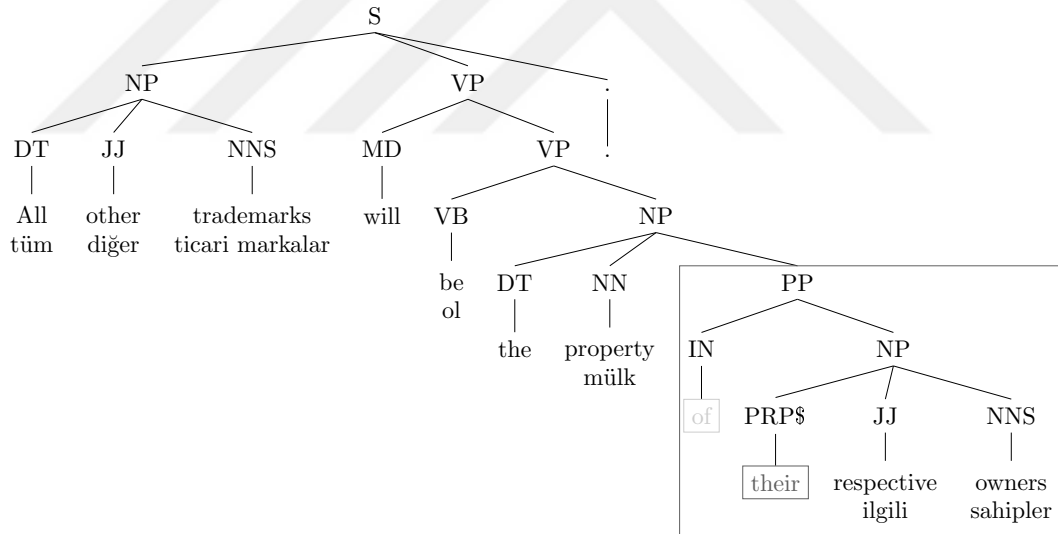 S
NP VP .
DT JJ NNS MD VP .
All other trademarks will VB NP
tüm diğer ticari markalar
be DT NN PP
ol
the property IN NP
mülk
of PRP$ JJ NNS
their respective owners
ilgili sahipler